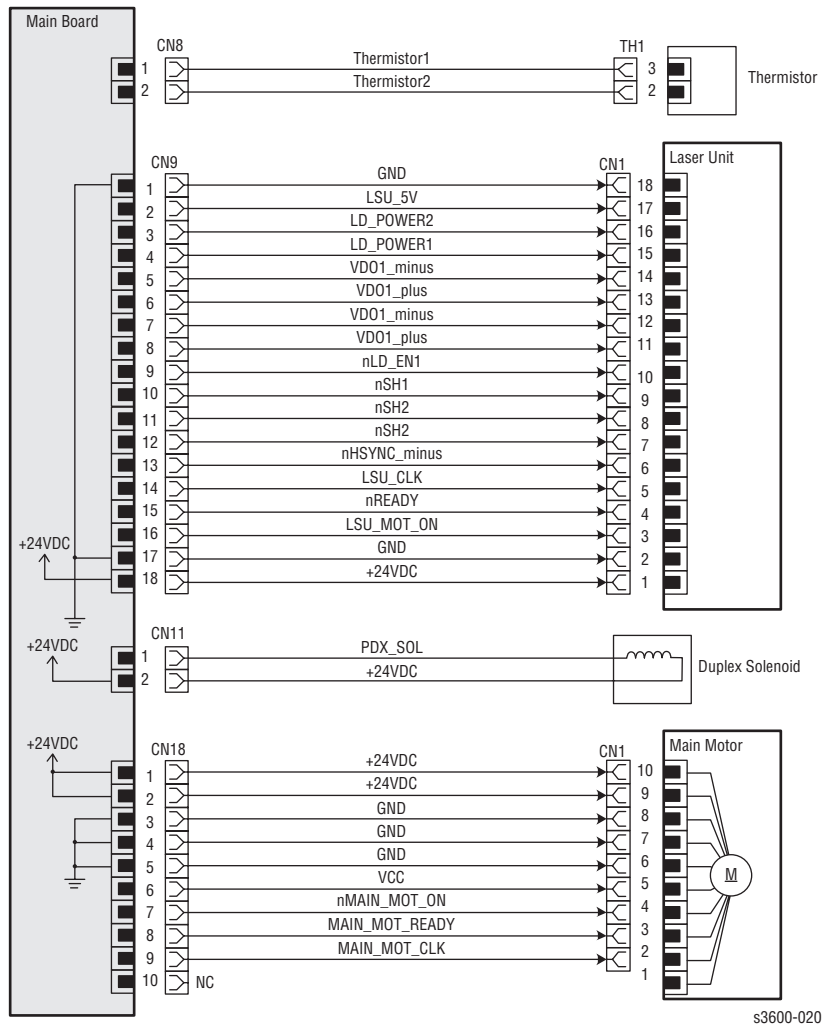 Main Board
CN8 TH1
1 Thermistor1 3
2 Thermistor2 2
Thermistor
CN9 CN1 Laser Unit
1 GND 18
2 LSU_5V 17
3 LD_POWER2 16
4 LD_POWER1 15
5 VDO1_minus 14
6 VDO1_plus 13
7 VDO1_minus 12
8 VDO1_plus 11
9 nLD_EN1 10
10 nSH1 9
11 nSH2 8
12 nSH2 7
13 nHSYNC_minus 6
14 LSU_CLK 5
15 nREADY 4
16 LSU_MOT_ON 3
+24VDC
17 GND 2
18 +24VDC 1
CN11
+24VDC
1 PDX_SOL
2 +24VDC
Duplex Solenoid
+24VDC
CN18 CN1 Main Motor
1 +24VDC 10
2 +24VDC 9
3 GND 8
4 GND 7
5 GND 6
6 VCC 5
7 nMAIN_MOT_ON 4
8 MAIN_MOT_READY 3
9 MAIN_MOT_CLK 2
10 NC 1
M
s3600-020